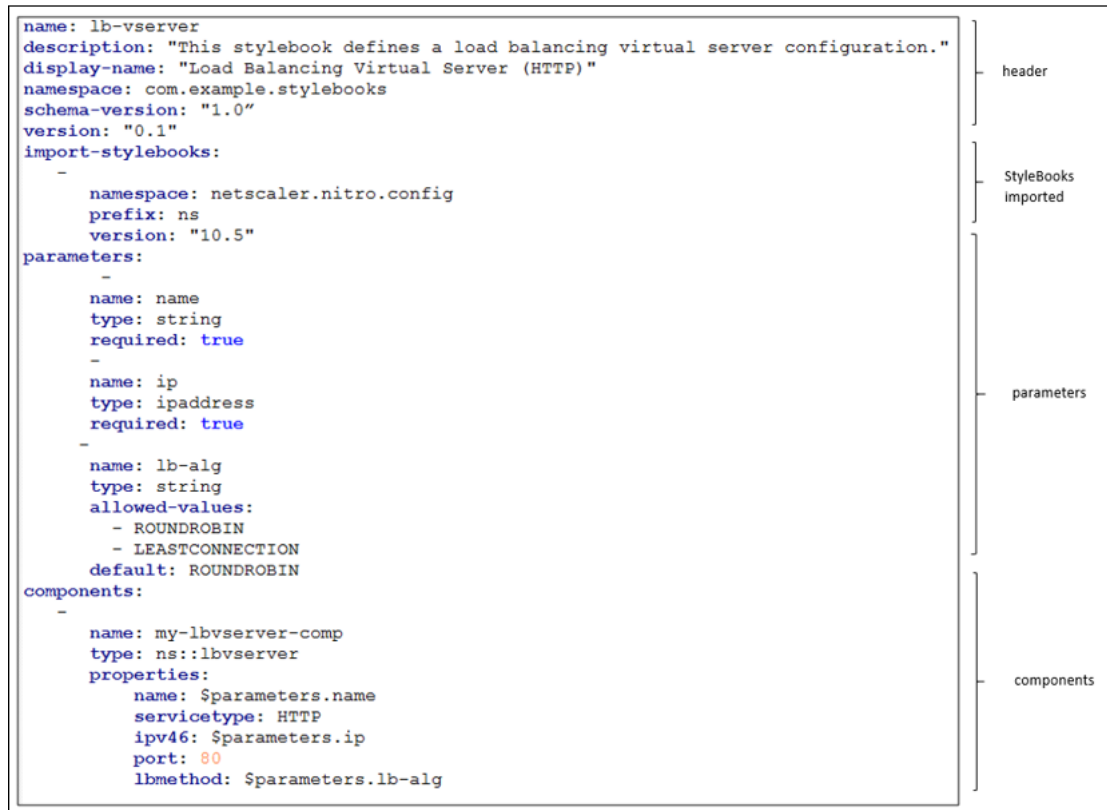 name: lb-vserver
description: "This stylebook defines a load balancing virtual server configuration."
display-name: "Load Balancing Virtual Server (HTTP)"
namespace: com.example.stylebooks
schema-version: "1.0”
version: "0.1"
import-stylebooks:
-
namespace: netscaler.nitro.config
prefix: ns
version: "10.5"
parameters:
-
name: name
type: string
required: true
-
name: ip
type: ipaddress
required: true
-
name: lb-alg
type: string
allowed-values:
- ROUNDROBIN
- LEASTCONNECTION
default: ROUNDROBIN
components:
-
name: my-lbvserver-comp
type: ns::lbvserver
properties:
name: $parameters.name
servicetype: HTTP
ipv46: $parameters.ip
port: 80
lbmethod: $parameters.lb-alg
header
StyleBooks
imported
parameters
components